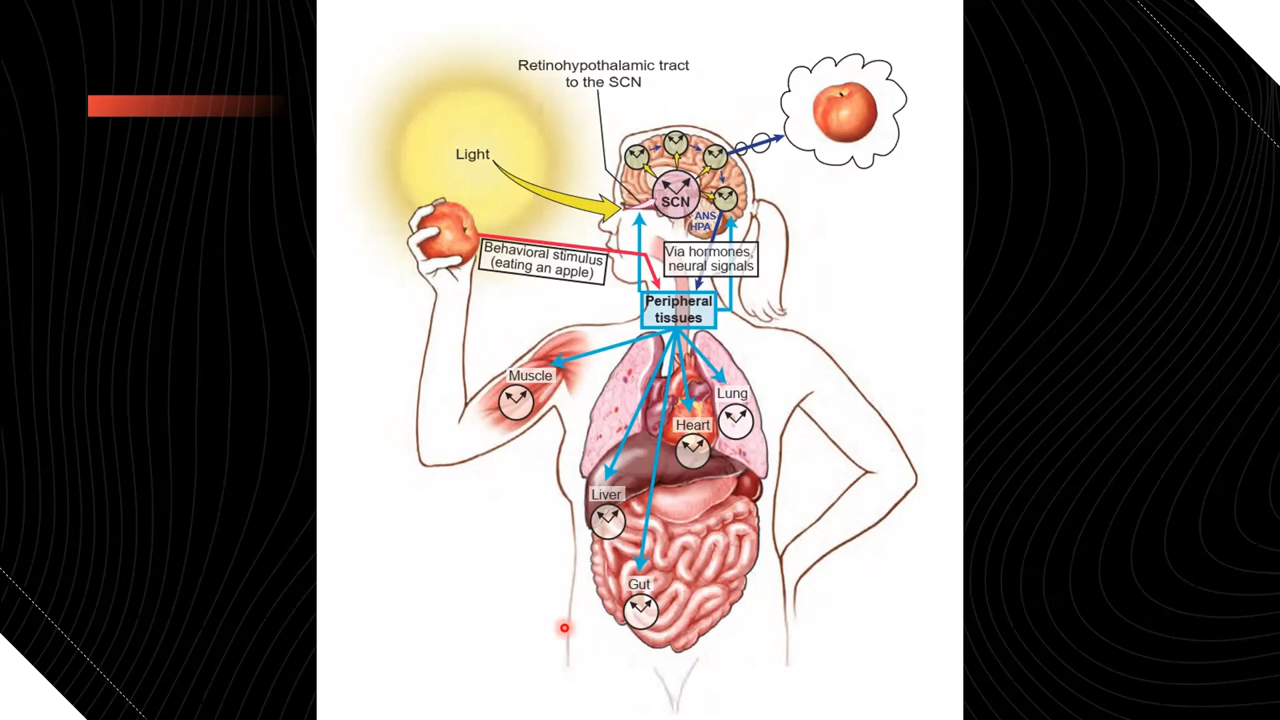 Retinohypothalamic tract
to the SCN
Light
SCN
ANS
HPA
Behavioral stimulus
(eating an apple)
Via hormones,
neural signals
Peripheral
tissues
Muscle
Lung
Heart
Liver
Gut